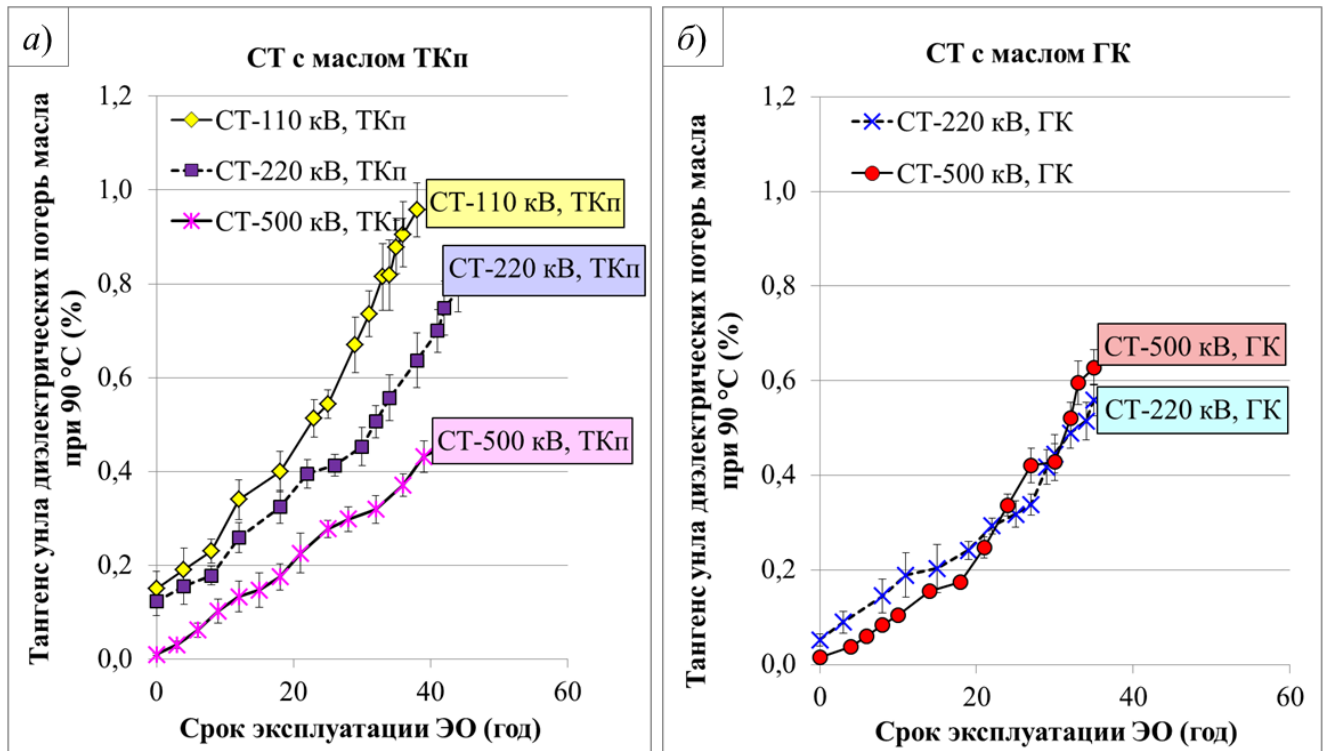 а)
СТ с маслом ТКп
Тангенс унла диэлектрических потерь масла
при 90 °С (%)
1,2
1,0
0,8
0,6
0,4
0,2
0,0
СТ-110 кВ, ТКп
СТ-220 кВ, ТКп
СТ-500 кВ, ТКп
СТ-110 кВ, ТКп
СТ-220 кВ, ТКп
СТ-500 кВ, ТКп
0
20
40
60
Срок эксплуатации ЭО (год)
б)
СТ с маслом ГК
Тангенс унла диэлектрических потерь масла
при 90 °С (%)
1,2
1,0
0,8
0,6
0,4
0,2
0,0
СТ-220 кВ, ГК
СТ-500 кВ, ГК
СТ-500 кВ, ГК
СТ-220 кВ, ГК
0
20
40
60
Срок эксплуатации ЭО (год)